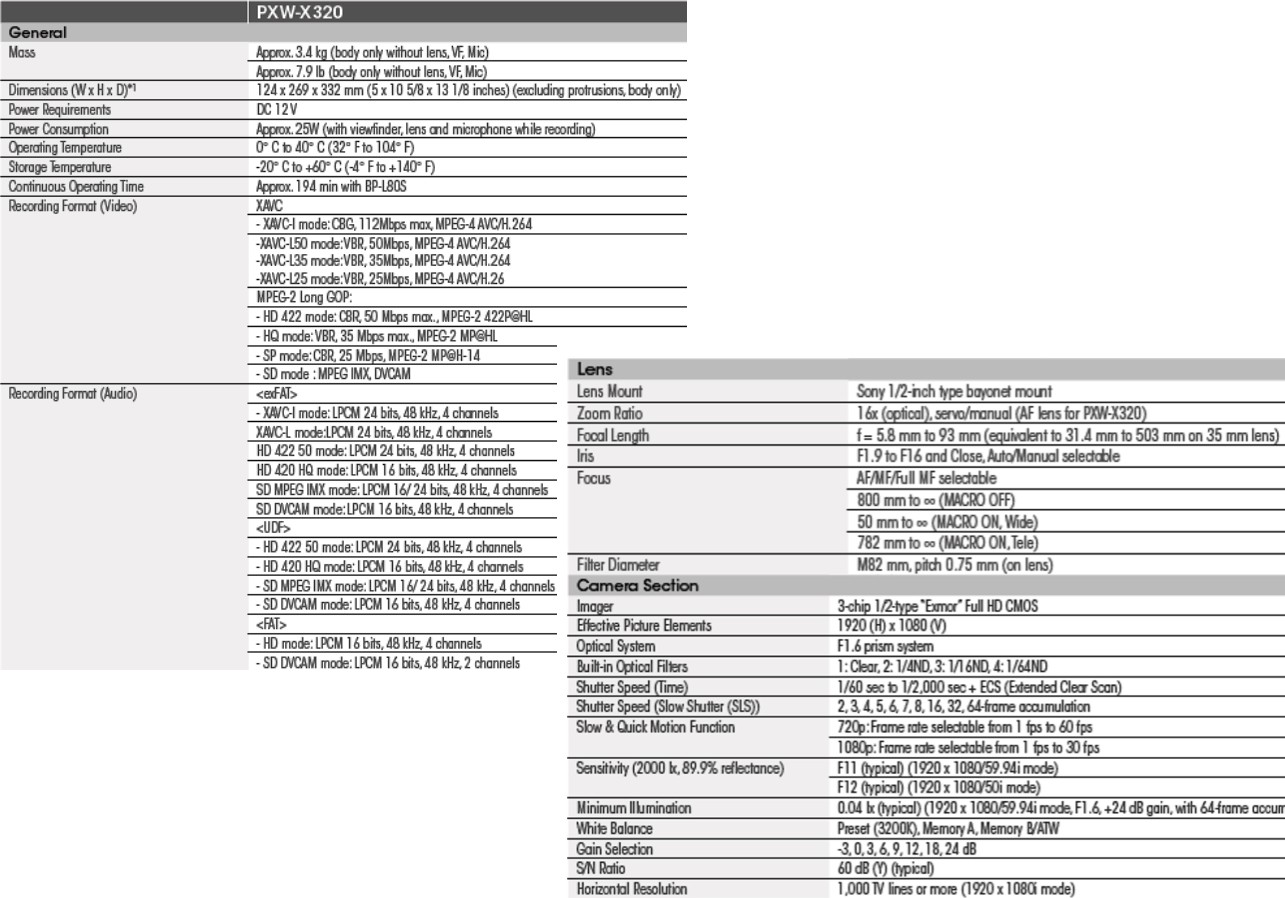 PXW-X320
General
Mass Approx. 3.4 kg (body only without lens, VF, Mic)
Approx. 7.9 lb (body only without lens, VF, Mic)
Dimensions (W x H x D)*1 124 x 269 x 332 mm (5 x 10 5/8 x 13 1/8 inches) (excluding protrusions, body only)
Power Requirements DC 12 V
Power Consumption Approx. 25W (with viewfinder, lens and microphone while recording)
Operating Temperature 0° C to 40° C (32° F to 104° F)
Storage Temperature -20° C to +60° C (-4° F to +140° F)
Continuous Operating Time Approx. 194 min with BP-L80S
Recording Format (Video) XAVC
- XAVC-I mode: CBG, 112Mbps max, MPEG-4 AVC/H.264
-XAVC-L50 mode:VBR, 50Mbps, MPEG-4 AVC/H.264
-XAVC-L35 mode:VBR, 35Mbps, MPEG-4 AVC/H.264
-XAVC-L25 mode:VBR, 25Mbps, MPEG-4 AVC/H.26
MPEG-2 Long GOP:
- HD 422 mode: CBR, 50 Mbps max., MPEG-2 422P@HL
- HQ mode: VBR, 35 Mbps max., MPEG-2 MP@HL
- SP mode: CBR, 25 Mbps, MPEG-2 MP@H-14
- SD mode : MPEG IMX, DVCAM
Recording Format (Audio) <exFAT>
- XAVC-I mode: LPCM 24 bits, 48 kHz, 4 channels
XAVC-L mode:LPCM 24 bits, 48 kHz, 4 channels
HD 422 50 mode: LPCM 24 bits, 48 kHz, 4 channels
HD 420 HQ mode: LPCM 16 bits, 48 kHz, 4 channels
SD MPEG IMX mode: LPCM 16/ 24 bits, 48 kHz, 4 channels
SD DVCAM mode: LPCM 16 bits, 48 kHz, 4 channels
<UDF>
- HD 422 50 mode: LPCM 24 bits, 48 kHz, 4 channels
- HD 420 HQ mode: LPCM 16 bits, 48 kHz, 4 channels
- SD MPEG IMX mode: LPCM 16/ 24 bits, 48 kHz, 4 channels
- SD DVCAM mode: LPCM 16 bits, 48 kHz, 4 channels
<FAT>
- HD mode: LPCM 16 bits, 48 kHz, 4 channels
- SD DVCAM mode: LPCM 16 bits, 48 kHz, 2 channels
Lens
Lens Mount Sony 1/2-inch type bayonet mount
Zoom Ratio 16x (optical), servo/manual (AF lens for PXW-X320)
Focal Length f = 5.8 mm to 93 mm (equivalent to 31.4 mm to 503 mm on 35 mm lens)
Iris F1.9 to F16 and Close, Auto/Manual selectable
Focus AF/MF/Full MF selectable
800 mm to ∞ (MACRO OFF)
50 mm to ∞ (MACRO ON, Wide)
782 mm to ∞ (MACRO ON, Tele)
Filter Diameter M82 mm, pitch 0.75 mm (on lens)
Camera Section
Imager 3-chip 1/2-type "Exmor" Full HD CMOS
Effective Picture Elements 1920 (H) x 1080 (V)
Optical System F1.6 prism system
Built-in Optical Filters 1: Clear, 2: 1/4ND, 3: 1/16ND, 4: 1/64ND
Shutter Speed (Time) 1/60 sec to 1/2,000 sec + ECS (Extended Clear Scan)
Shutter Speed (Slow Shutter (SLS)) 2, 3, 4, 5, 6, 7, 8, 16, 32, 64-frame accumulation
Slow & Quick Motion Function 720p: Frame rate selectable from 1 fps to 60 fps
1080p: Frame rate selectable from 1 fps to 30 fps
Sensitivity (2000 lx, 89.9% reflectance) F11 (typical) (1920 x 1080/59.94i mode)
F12 (typical) (1920 x 1080/50i mode)
Minimum Illumination 0.04 lx (typical) (1920 x 1080/59.94i mode, F1.6, +24 dB gain, with 64-frame accum
White Balance Preset (3200K), Memory A, Memory B/ATW
Gain Selection -3, 0, 3, 6, 9, 12, 18, 24 dB
S/N Ratio 60 dB (Y) (typical)
Horizontal Resolution 1,000 TV lines or more (1920 x 1080i mode)